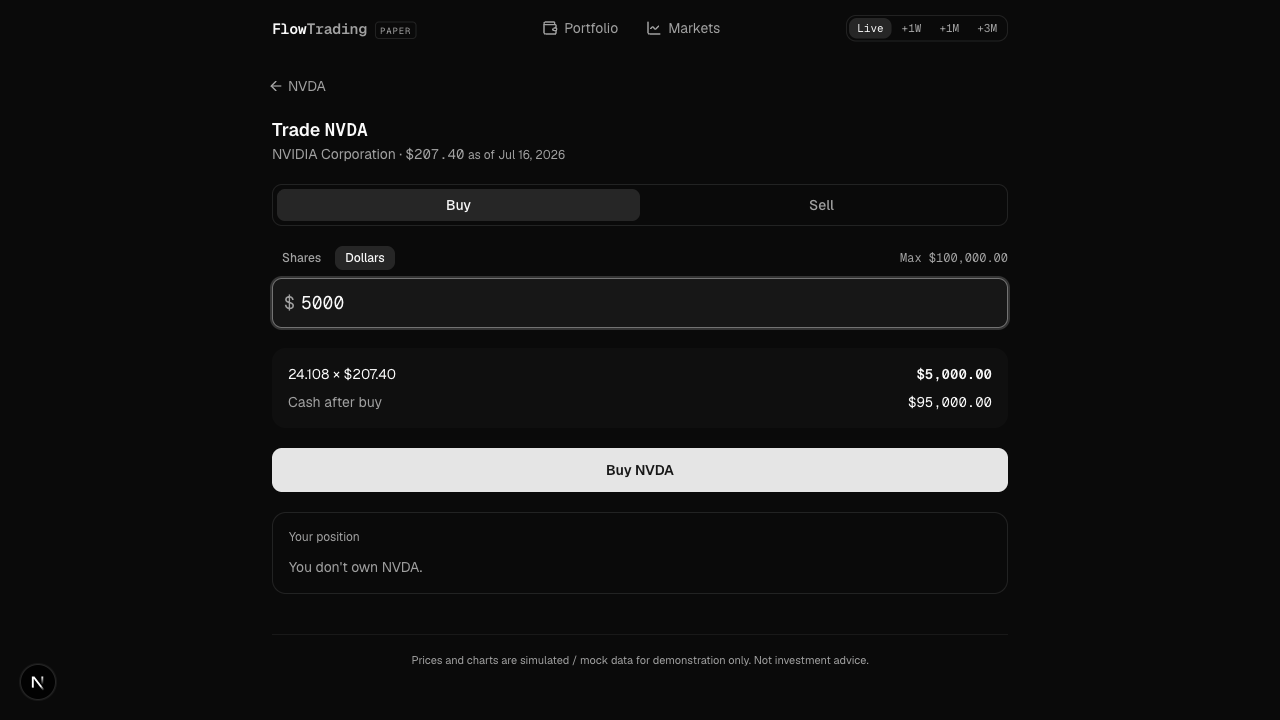 FlowTrading PAPER
Portfolio
Markets
Live +1W +1M +3M
← NVDA
Trade NVDA
NVIDIA Corporation · $207.40 as of Jul 16, 2026
Buy
Sell
Shares
Dollars
Max $100,000.00
$ 5000
24.108 × $207.40
$5,000.00
Cash after buy
$95,000.00
Buy NVDA
Your position
You don't own NVDA.
Prices and charts are simulated / mock data for demonstration only. Not investment advice.
N